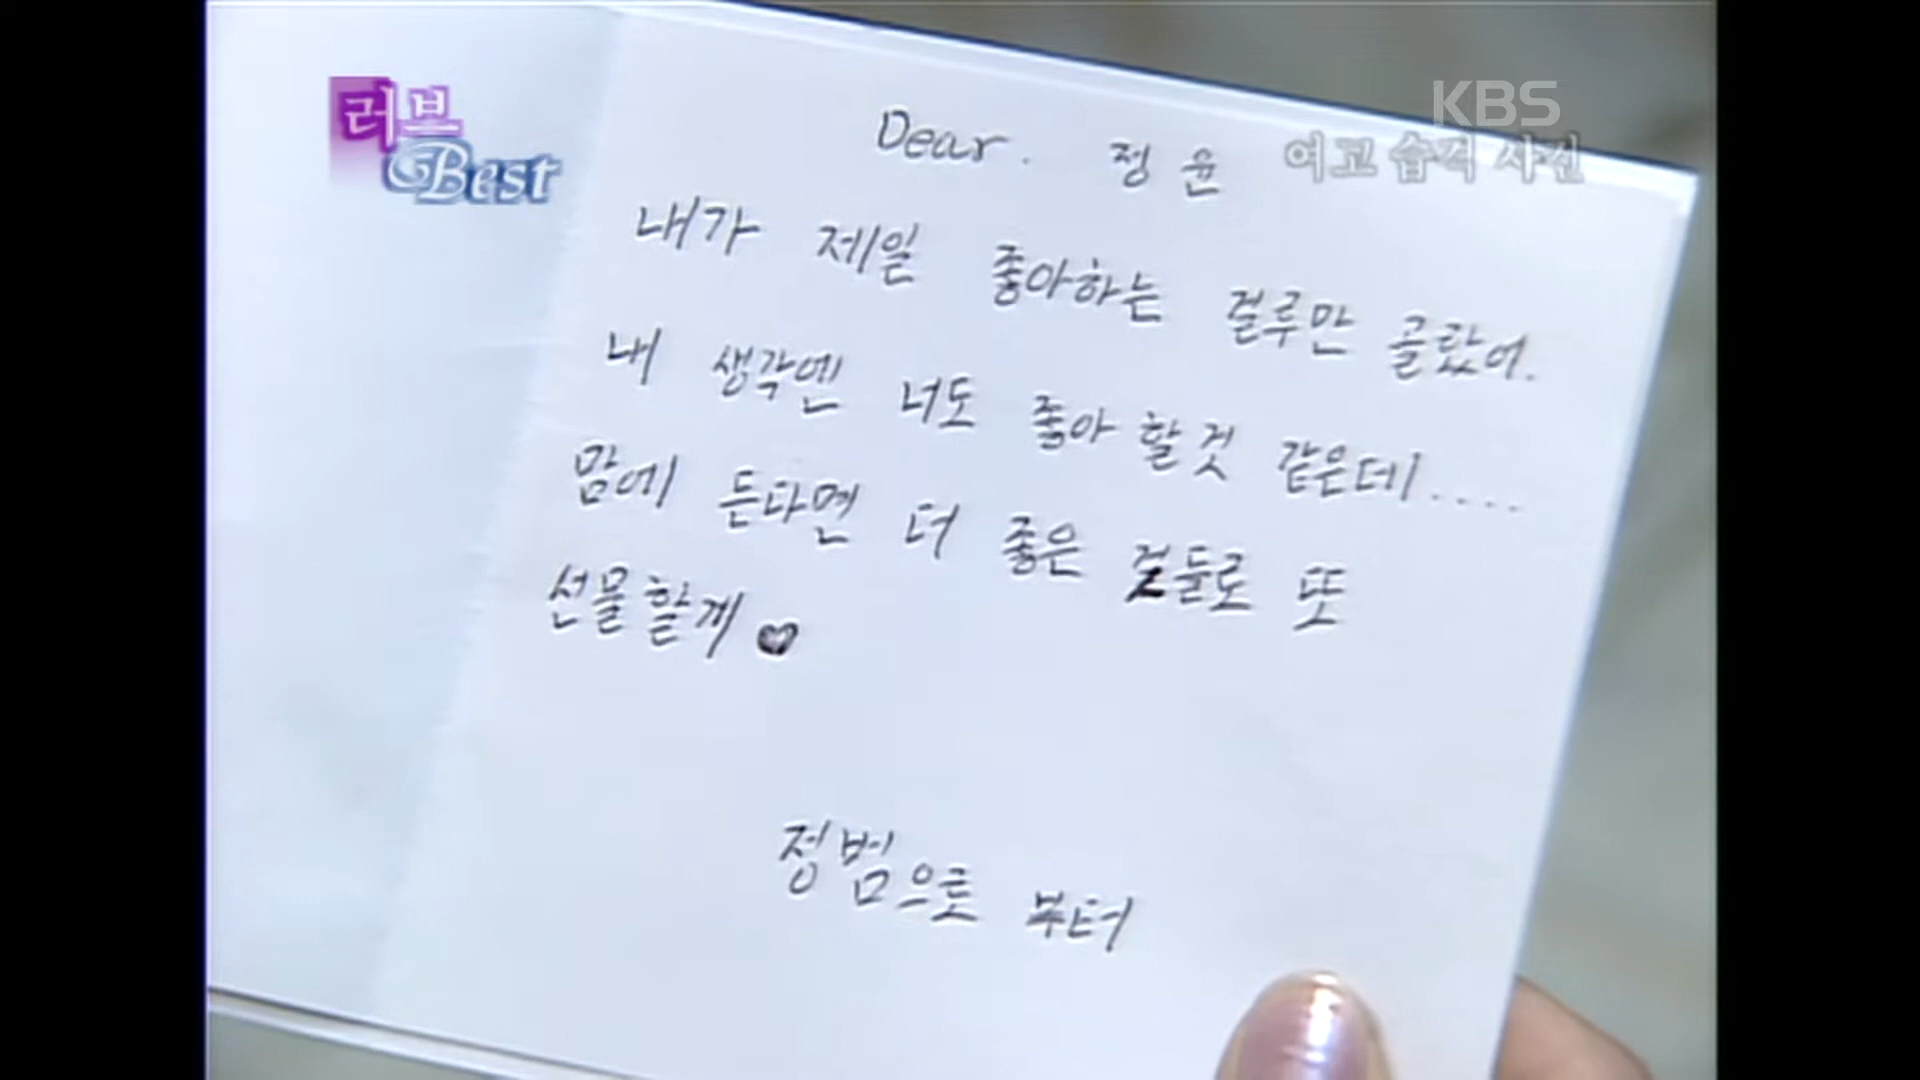 러브
Best
KBS
여고 습격 사건
Dear. 정윤
내가 제일 좋아하는 걸루만 골랐어.
내 생각엔 너도 좋아 할것 같은데.....
맘에 든다면 더 좋은 것들로 또
선물할게♥
정범으로 부터